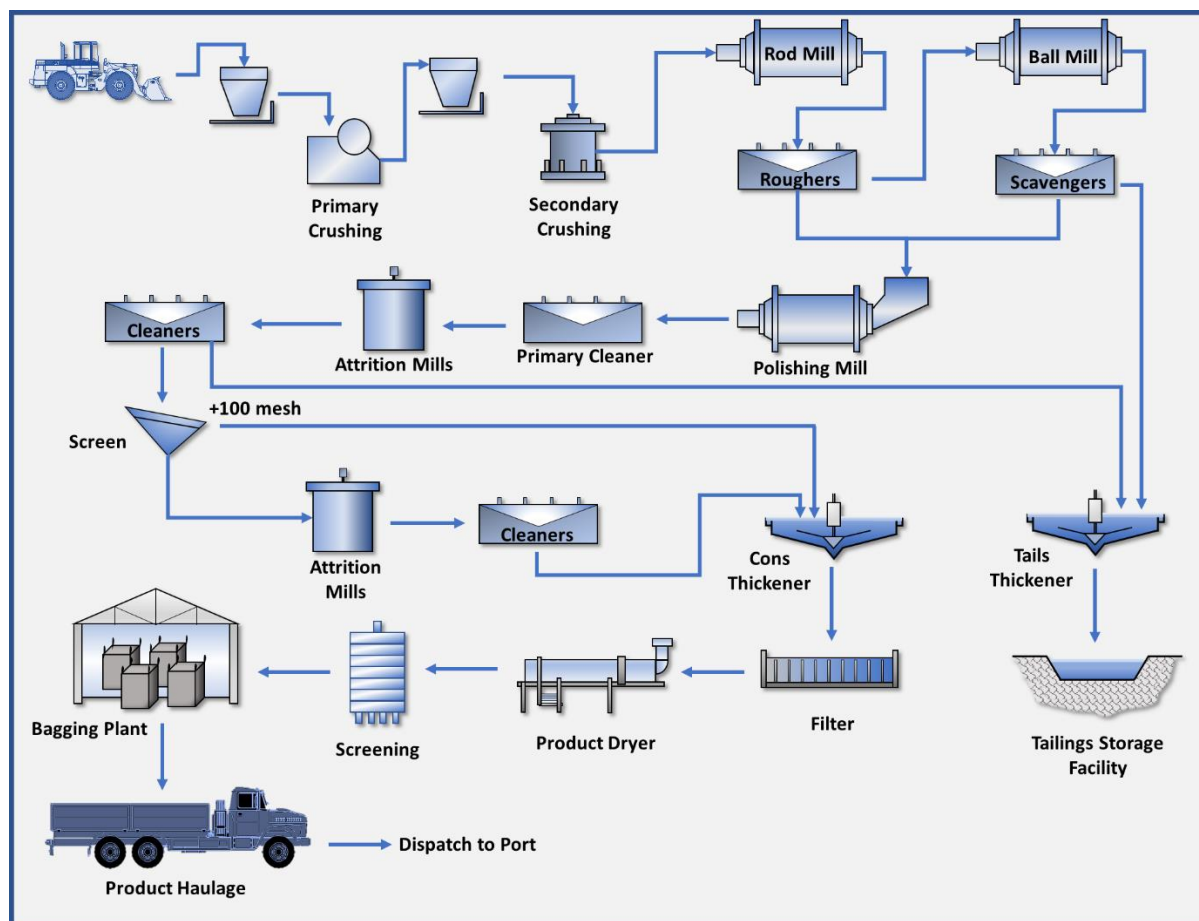 Rod Mill
Ball Mill
Roughers
Scavengers
Primary
Crushing
Secondary
Crushing
Cleaners
Attrition Mills
Primary Cleaner
Polishing Mill
+100 mesh
Screen
Attrition
Mills
Cleaners
Cons
Thickener
Tails
Thickener
Bagging Plant
Screening
Product Dryer
Filter
Tailings Storage
Facility
Product Haulage
Dispatch to Port